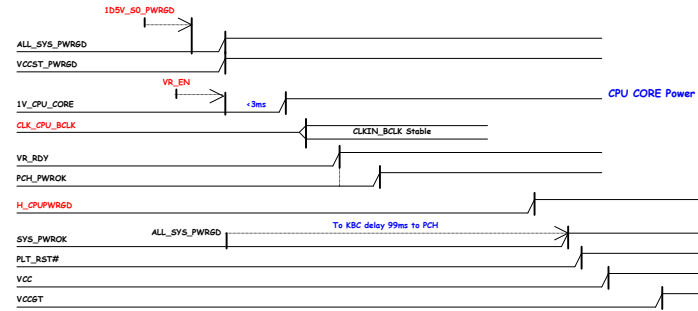 1D5V_S0_PWRGD
ALL_SYS_PWRGD
VCCST_PWRGD
VR_EN
1V_CPU_CORE
<3ms
CPU CORE Power
CLK_CPU_BCLK
CLKIN_BCLK Stable
VR_RDY
PCH_PWROK
H_CPUPWRGD
To KBC delay 99ms to PCH
ALL_SYS_PWRGD
SYS_PWROK
PLT_RST#
VCC
VCCGT